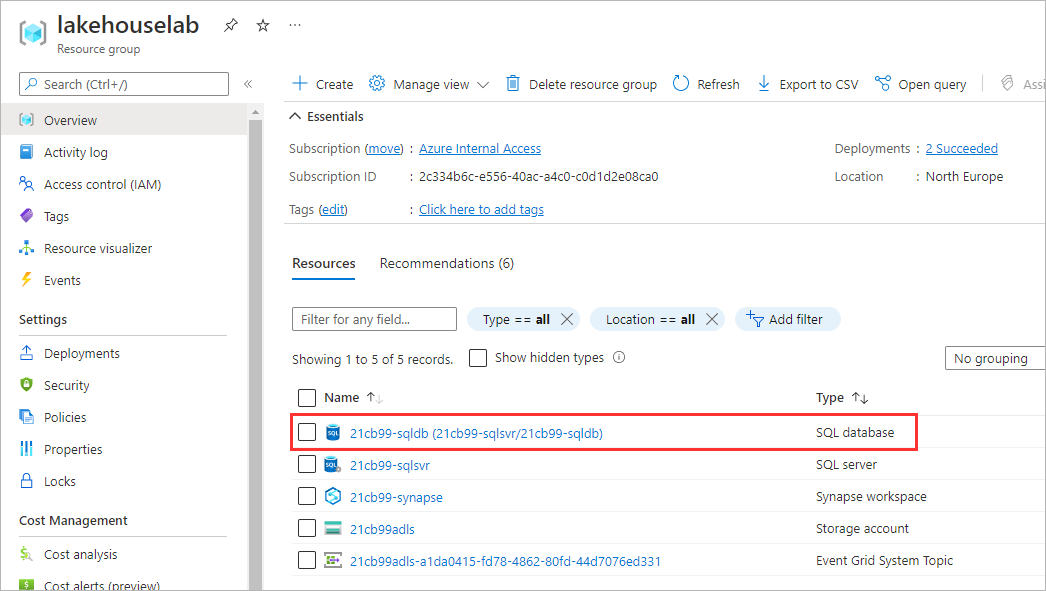 lakehouselab
Resource group
Search (Ctrl+/)
Overview
Activity log
Access control (IAM)
Tags
Resource visualizer
Events
Settings
Deployments
Security
Policies
Properties
Locks
Cost Management
Cost analysis
Cost alerts (preview)
Create Manage view Delete resource group Refresh Export to CSV Open query
Essentials
Subscription (move) : Azure Internal Access
Deployments : 2 Succeeded
Subscription ID : 2c334b6c-e556-40ac-a4c0-c0d1d2e08ca0
Location : North Europe
Tags (edit) : Click here to add tags
Resources Recommendations (6)
Filter for any field... Type == all Location == all Add filter
Showing 1 to 5 of 5 records. Show hidden types No grouping
Name Type
21cb99-sqldb (21cb99-sqlsvr/21cb99-sqldb) SQL database
21cb99-sqlsvr SQL server
21cb99-synapse Synapse workspace
21cb99adls Storage account
21cb99adls-a1da0415-fd78-4862-80fd-44d7076ed331 Event Grid System Topic